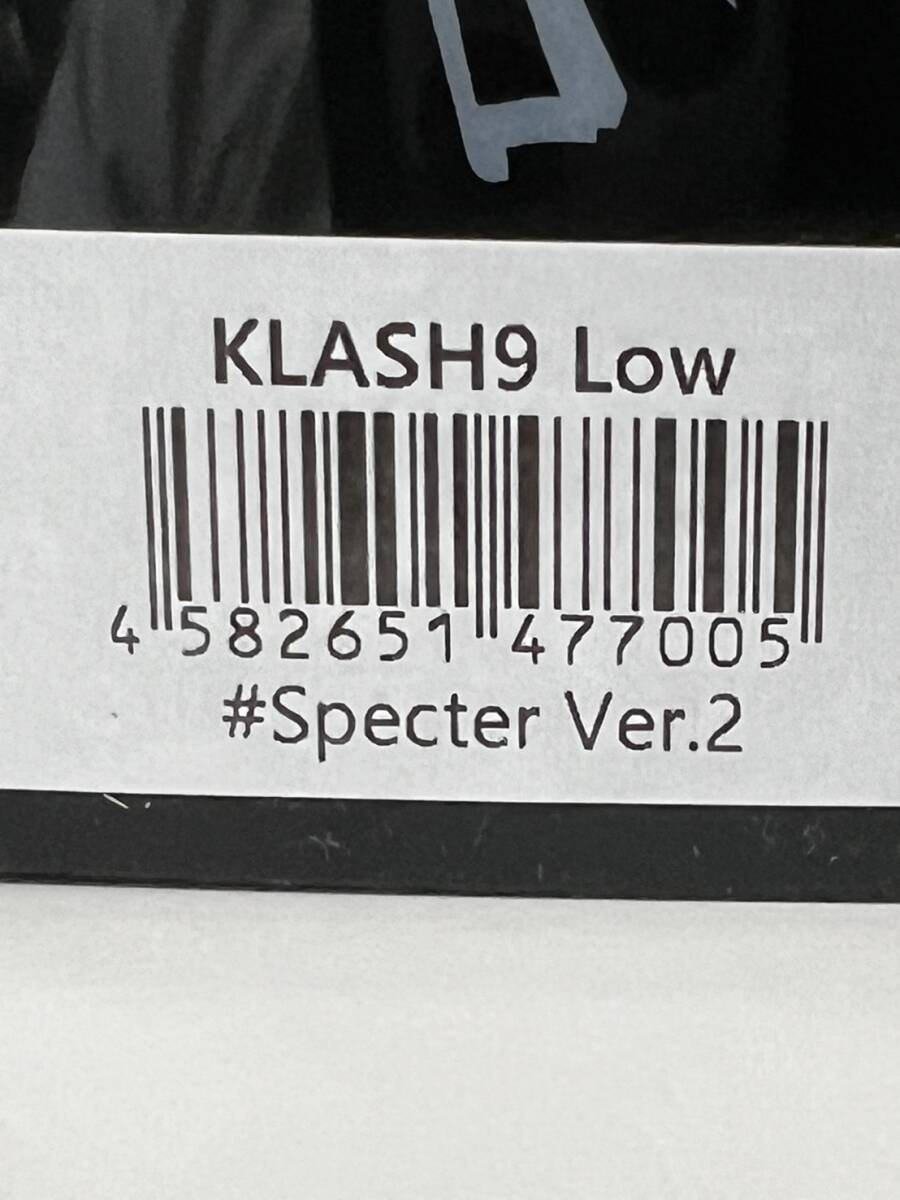 KLASH9 Low
4 582651 477005
#Specter Ver.2